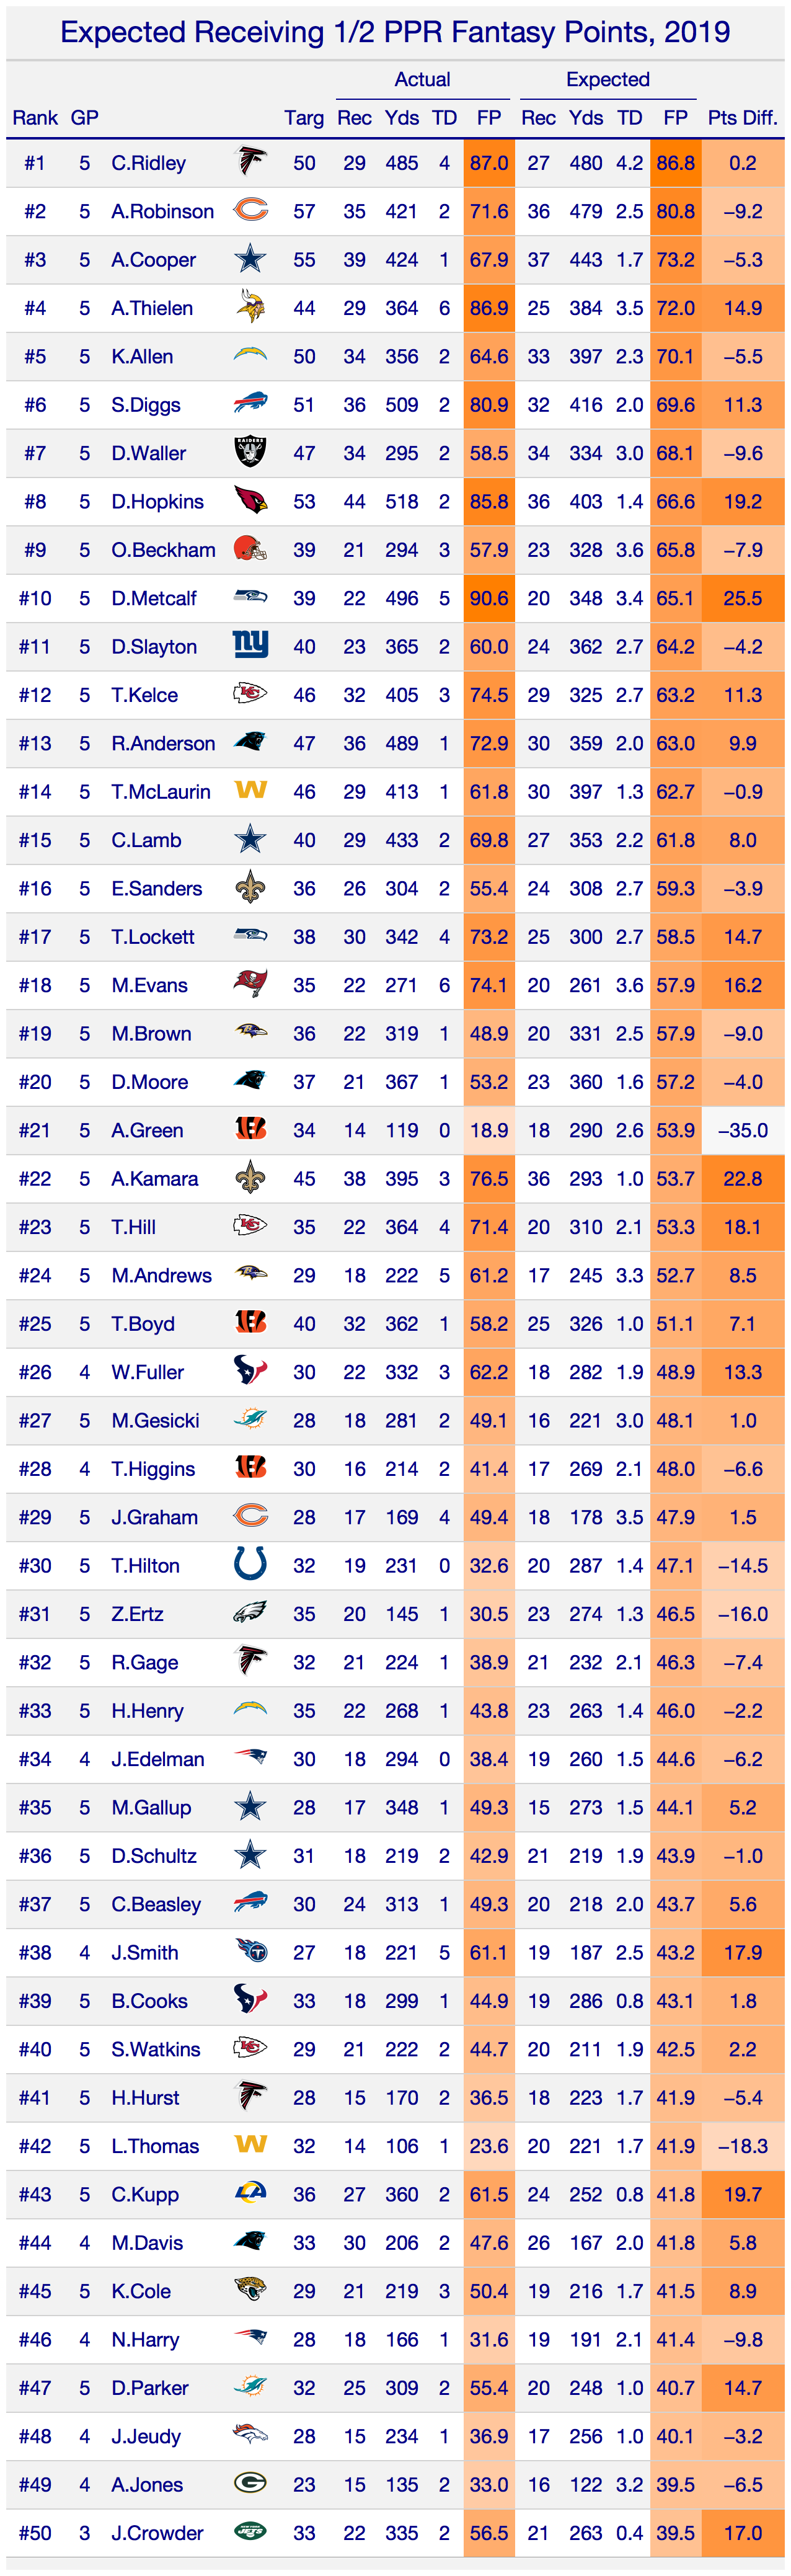 Expected Receiving 1/2 PPR Fantasy Points, 2019
Actual Expected
Rank GP Targ Rec Yds TD FP Rec Yds TD FP Pts Diff.
#1 5 C.Ridley 50 29 485 4 87.0 27 480 4.2 86.8 0.2
#2 5 A.Robinson 57 35 421 2 71.6 36 479 2.5 80.8 −9.2
#3 5 A.Cooper 55 39 424 1 67.9 37 443 1.7 73.2 −5.3
#4 5 A.Thielen 44 29 364 6 86.9 25 384 3.5 72.0 14.9
#5 5 K.Allen 50 34 356 2 64.6 33 397 2.3 70.1 −5.5
#6 5 S.Diggs 51 36 509 2 80.9 32 416 2.0 69.6 11.3
RAIDERS
#7 5 D.Waller 47 34 295 2 58.5 34 334 3.0 68.1 −9.6
#8 5 D.Hopkins 53 44 518 2 85.8 36 403 1.4 66.6 19.2
#9 5 O.Beckham 39 21 294 3 57.9 23 328 3.6 65.8 −7.9
#10 5 D.Metcalf 39 22 496 5 90.6 20 348 3.4 65.1 25.5
#11 5 D.Slayton ny 40 23 365 2 60.0 24 362 2.7 64.2 −4.2
#12 5 T.Kelce KC 46 32 405 3 74.5 29 325 2.7 63.2 11.3
#13 5 R.Anderson 47 36 489 1 72.9 30 359 2.0 63.0 9.9
#14 5 T.McLaurin W 46 29 413 1 61.8 30 397 1.3 62.7 −0.9
#15 5 C.Lamb 40 29 433 2 69.8 27 353 2.2 61.8 8.0
#16 5 E.Sanders 36 26 304 2 55.4 24 308 2.7 59.3 −3.9
#17 5 T.Lockett 38 30 342 4 73.2 25 300 2.7 58.5 14.7
#18 5 M.Evans 35 22 271 6 74.1 20 261 3.6 57.9 16.2
#19 5 M.Brown 36 22 319 1 48.9 20 331 2.5 57.9 −9.0
#20 5 D.Moore 37 21 367 1 53.2 23 360 1.6 57.2 −4.0
#21 5 A.Green 34 14 119 0 18.9 18 290 2.6 53.9 −35.0
#22 5 A.Kamara 45 38 395 3 76.5 36 293 1.0 53.7 22.8
#23 5 T.Hill KC 35 22 364 4 71.4 20 310 2.1 53.3 18.1
#24 5 M.Andrews 29 18 222 5 61.2 17 245 3.3 52.7 8.5
#25 5 T.Boyd 40 32 362 1 58.2 25 326 1.0 51.1 7.1
#26 4 W.Fuller 30 22 332 3 62.2 18 282 1.9 48.9 13.3
#27 5 M.Gesicki 28 18 281 2 49.1 16 221 3.0 48.1 1.0
#28 4 T.Higgins 30 16 214 2 41.4 17 269 2.1 48.0 −6.6
#29 5 J.Graham 28 17 169 4 49.4 18 178 3.5 47.9 1.5
#30 5 T.Hilton 32 19 231 0 32.6 20 287 1.4 47.1 −14.5
#31 5 Z.Ertz 35 20 145 1 30.5 23 274 1.3 46.5 −16.0
#32 5 R.Gage 32 21 224 1 38.9 21 232 2.1 46.3 −7.4
#33 5 H.Henry 35 22 268 1 43.8 23 263 1.4 46.0 −2.2
#34 4 J.Edelman 30 18 294 0 38.4 19 260 1.5 44.6 −6.2
#35 5 M.Gallup 28 17 348 1 49.3 15 273 1.5 44.1 5.2
#36 5 D.Schultz 31 18 219 2 42.9 21 219 1.9 43.9 −1.0
#37 5 C.Beasley 30 24 313 1 49.3 20 218 2.0 43.7 5.6
#38 4 J.Smith T 27 18 221 5 61.1 19 187 2.5 43.2 17.9
#39 5 B.Cooks 33 18 299 1 44.9 19 286 0.8 43.1 1.8
#40 5 S.Watkins KC 29 21 222 2 44.7 20 211 1.9 42.5 2.2
#41 5 H.Hurst 28 15 170 2 36.5 18 223 1.7 41.9 −5.4
#42 5 L.Thomas W 32 14 106 1 23.6 20 221 1.7 41.9 −18.3
#43 5 C.Kupp LA 36 27 360 2 61.5 24 252 0.8 41.8 19.7
#44 4 M.Davis 33 30 206 2 47.6 26 167 2.0 41.8 5.8
#45 5 K.Cole 29 21 219 3 50.4 19 216 1.7 41.5 8.9
#46 4 N.Harry 28 18 166 1 31.6 19 191 2.1 41.4 −9.8
#47 5 D.Parker 32 25 309 2 55.4 20 248 1.0 40.7 14.7
#48 4 J.Jeudy 28 15 234 1 36.9 17 256 1.0 40.1 −3.2
#49 4 A.Jones G 23 15 135 2 33.0 16 122 3.2 39.5 −6.5
#50 3 J.Crowder JETS 33 22 335 2 56.5 21 263 0.4 39.5 17.0